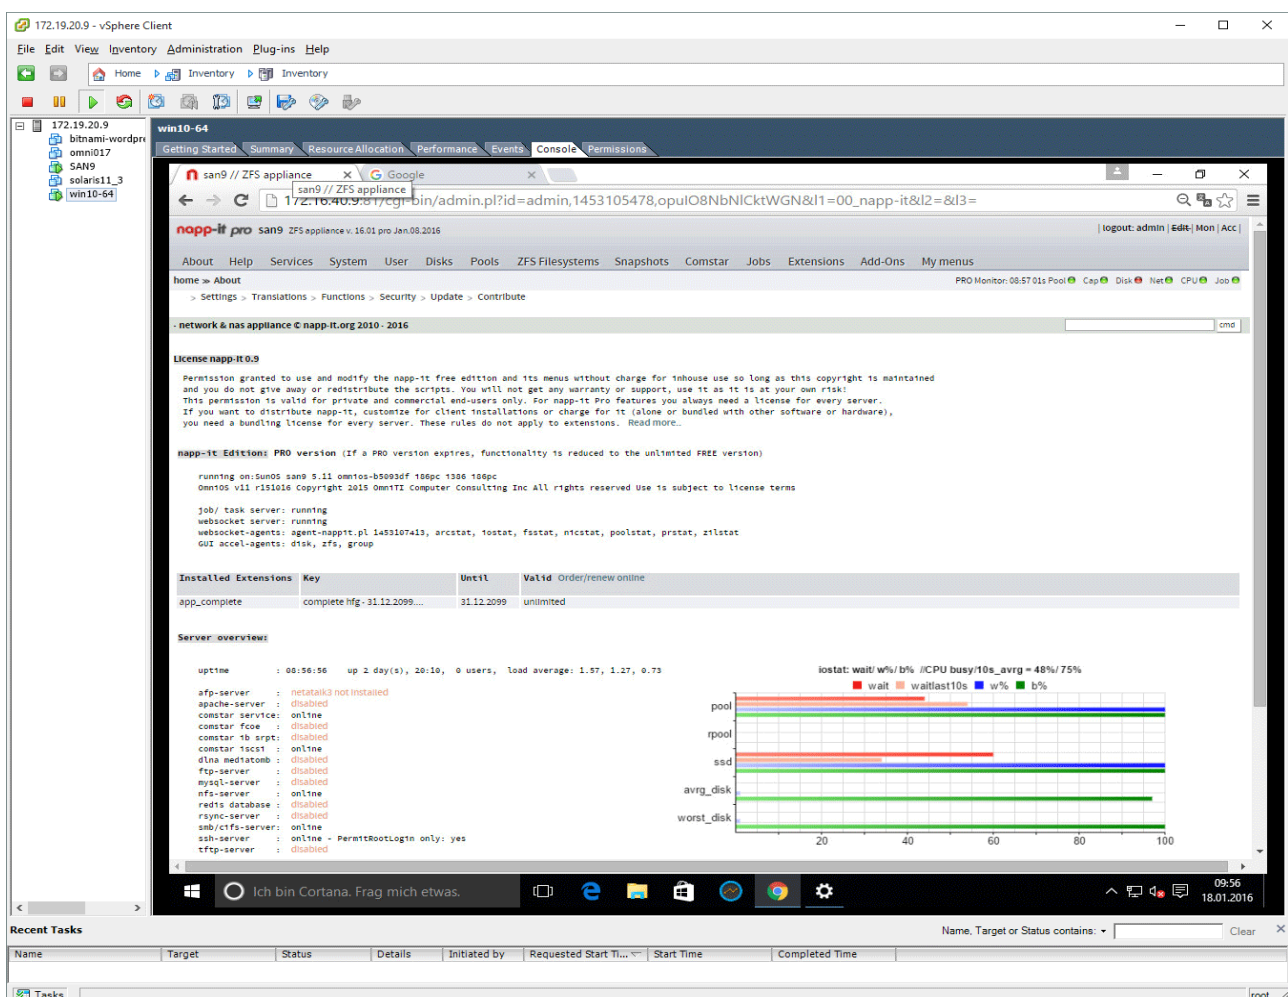 172.19.20.9 - vSphere Client
File Edit View Inventory Administration Plug-ins Help
Home Inventory Inventory
172.19.20.9
bitnami-wordpre
omni017
SAN9
solaris11_3
win10-64
win10-64
Getting Started Summary Resource Allocation Performance Events Console Permissions
san9 // ZFS appliance × Google ×
san9 // ZFS appliance
172.16.40.9:81/cgi-bin/admin.pl?id=admin,1453105478,opuIO8NbNlCktWGN&l1=00_napp-it&l2=&l3=
napp-it pro san9 ZFS appliance v. 16.01 pro Jan.08.2016 | logout: admin | Edit | Mon | Acc |
About Help Services System User Disks Pools ZFS Filesystems Snapshots Comstar Jobs Extensions Add-Ons My menus
home » About PRO Monitor: 08:57 01s Pool Cap Disk Net CPU Job
> Settings > Translations > Functions > Security > Update > Contribute
- network & nas appliance © napp-it.org 2010 - 2016 cmd
License napp-it 0.9
Permission granted to use and modify the napp-it free edition and its menus without charge for inhouse use so long as this copyright is maintained
and you do not give away or redistribute the scripts. You will not get any warranty or support, use it as it is at your own risk!
This permission is valid for private and commercial end-users only. For napp-it Pro features you always need a license for every server.
If you want to distribute napp-it, customize for client installations or charge for it (alone or bundled with other software or hardware),
you need a bundling license for every server. These rules do not apply to extensions. Read more..
napp-it Edition: PRO version (If a PRO version expires, functionality is reduced to the unlimited FREE version)
running on:SunOS san9 5.11 omnios-b5093df i86pc i386 i86pc
OmniOS v11 r151016 Copyright 2015 OmniTI Computer Consulting Inc All rights reserved Use is subject to license terms
job/ task server: running
websocket server: running
websocket-agents: agent-nappit.pl 1453107413, arcstat, iostat, fsstat, nicstat, poolstat, prstat, zilstat
GUI accel-agents: disk, zfs, group
Installed Extensions Key Until Valid Order/renew online
app_complete complete hfg - 31.12.2099.... 31.12.2099 unlimited
Server overview:
uptime : 08:56:56 up 2 day(s), 20:10, 0 users, load average: 1.57, 1.27, 0.73
afp-server : netatalk3 not installed
apache-server : disabled
comstar service: online
comstar fcoe : disabled
comstar ib srpt: disabled
comstar iscsi : online
dlna mediatomb : disabled
ftp-server : disabled
mysql-server : disabled
nfs-server : online
redis database : disabled
rsync-server : disabled
smb/cifs-server: online
ssh-server : online - PermitRootLogin only: yes
tftp-server : disabled
iostat: wait/ w%/ b% //CPU busy/10s_avrg = 48%/ 75%
wait waitlast10s w% b%
pool
rpool
ssd
avrg_disk
worst_disk
20 40 60 80 100
Ich bin Cortana. Frag mich etwas.
09:56
18.01.2016
Recent Tasks Name, Target or Status contains: Clear ×
Name Target Status Details Initiated by Requested Start Ti... Start Time Completed Time
Tasks root